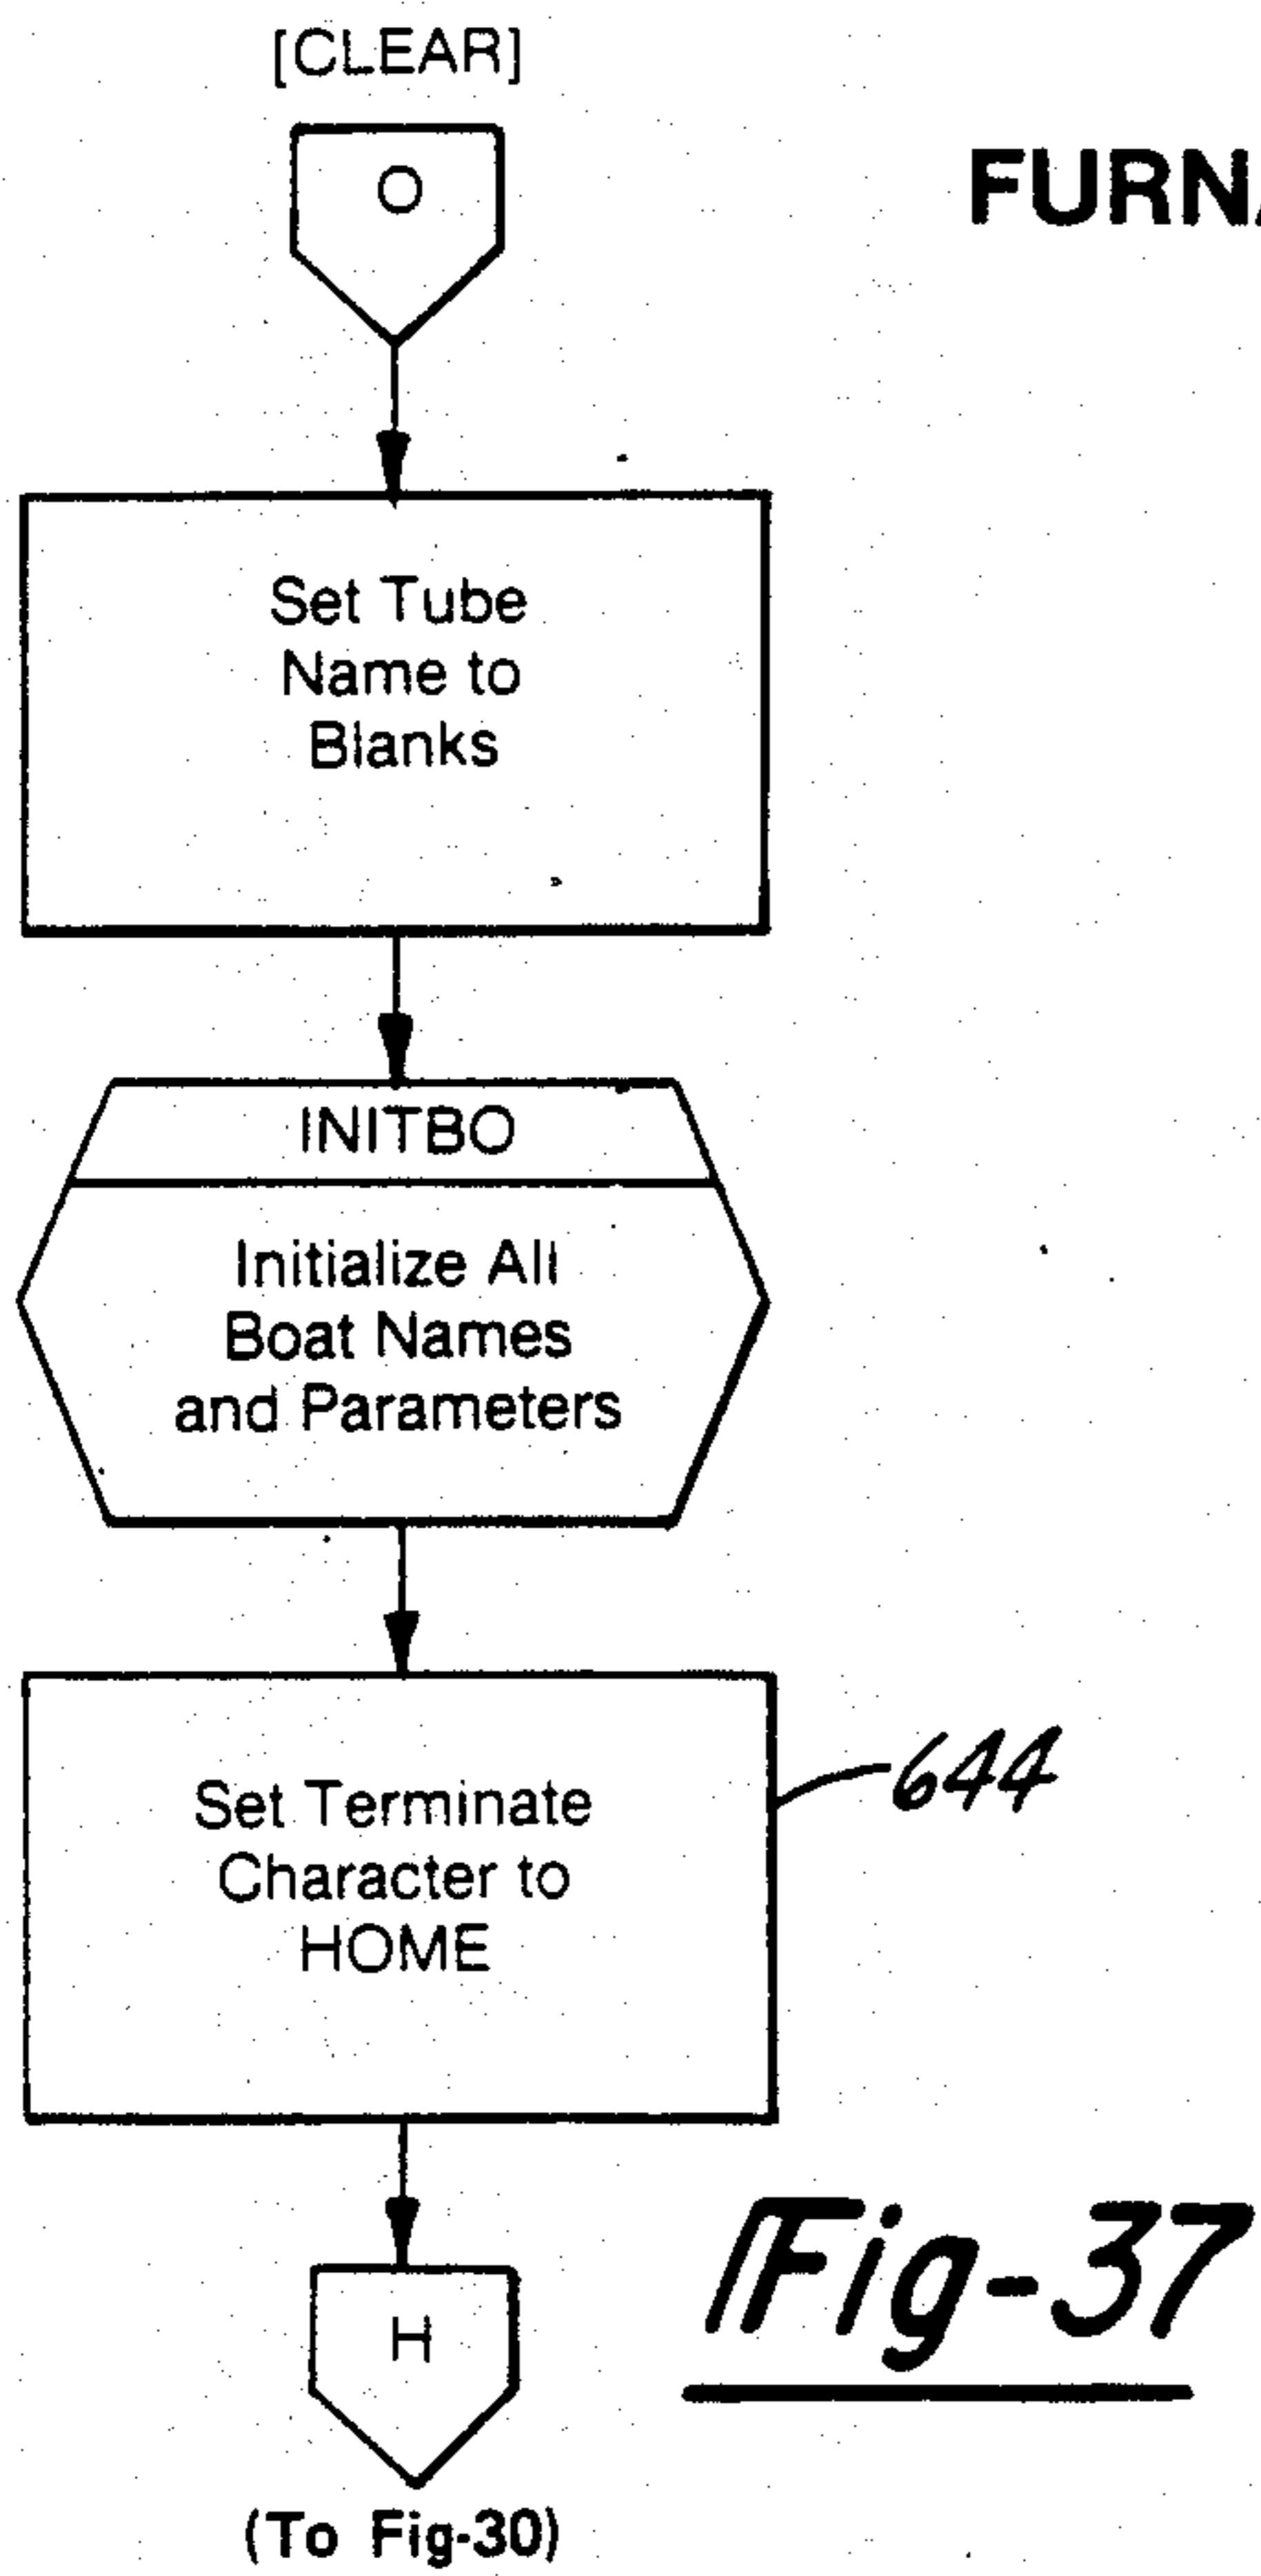 [CLEAR]
O
FURNA
Set Tube
Name to
Blanks
INITBO
Initialize All
Boat Names
and Parameters
Set Terminate
Character to
HOME
644
H
Fig-37
(To Fig-30)